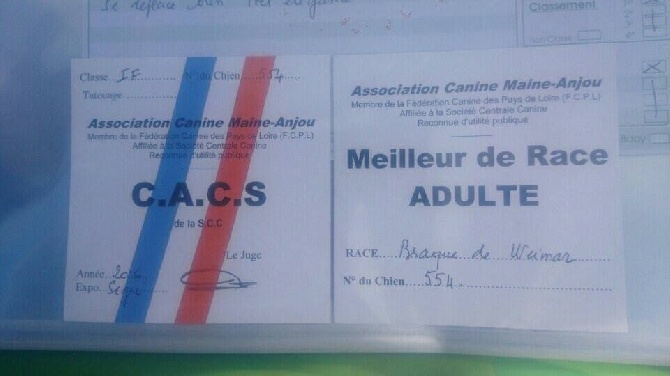 Se déplace
Classement
Classe I.F. N° du Chien 554
Tatouage
Association Canine Maine-Anjou
Membre de la Fédération Canine des Pays de Loire (F.C.P.L)
Affiliée à la Société Centrale Canine
Reconnue d'utilité publique
C.A.C.S
de la S.C.C
Le Juge
Année
Expo.
Association Canine Maine-Anjou
Membre de la Fédération Canine des Pays de Loire (F.C.P.L)
Affiliée à la Société Centrale Canine
Reconnue d'utilité publique
Meilleur de Race
ADULTE
RACE Braque de Weimar
N° du Chien 554.